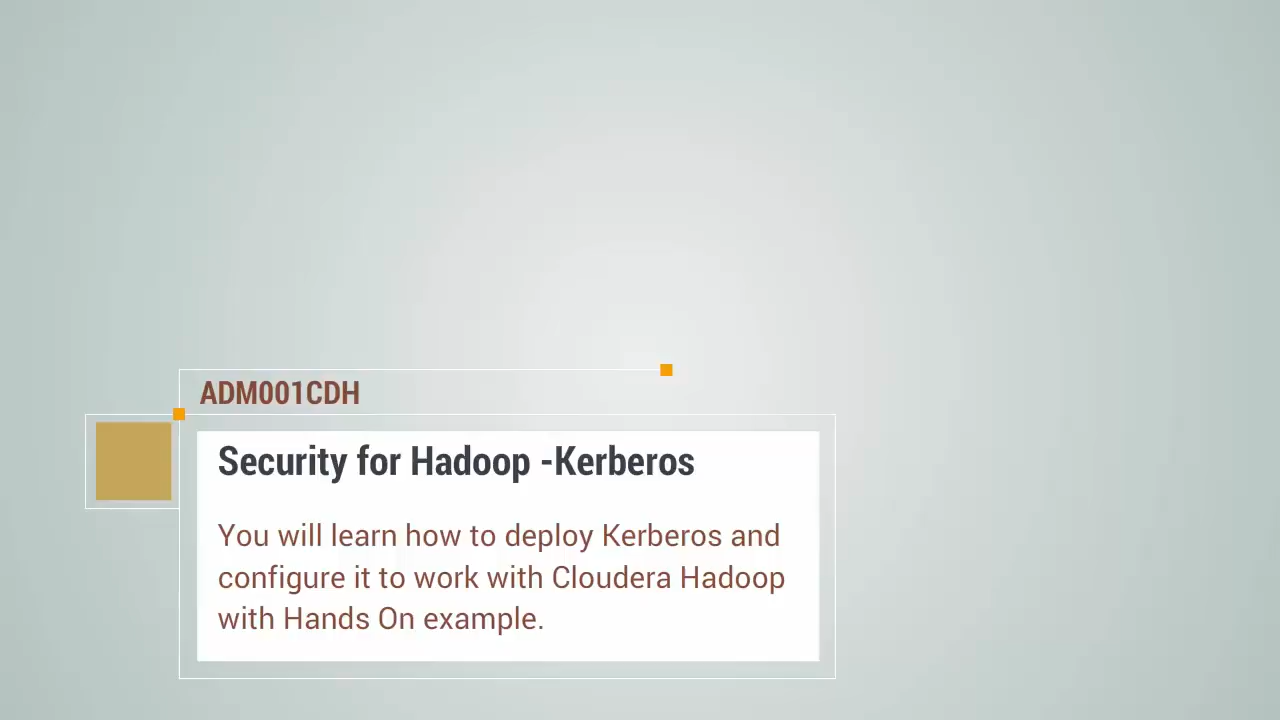 ADM001CDH
Security for Hadoop -Kerberos
You will learn how to deploy Kerberos and
configure it to work with Cloudera Hadoop
with Hands On example.